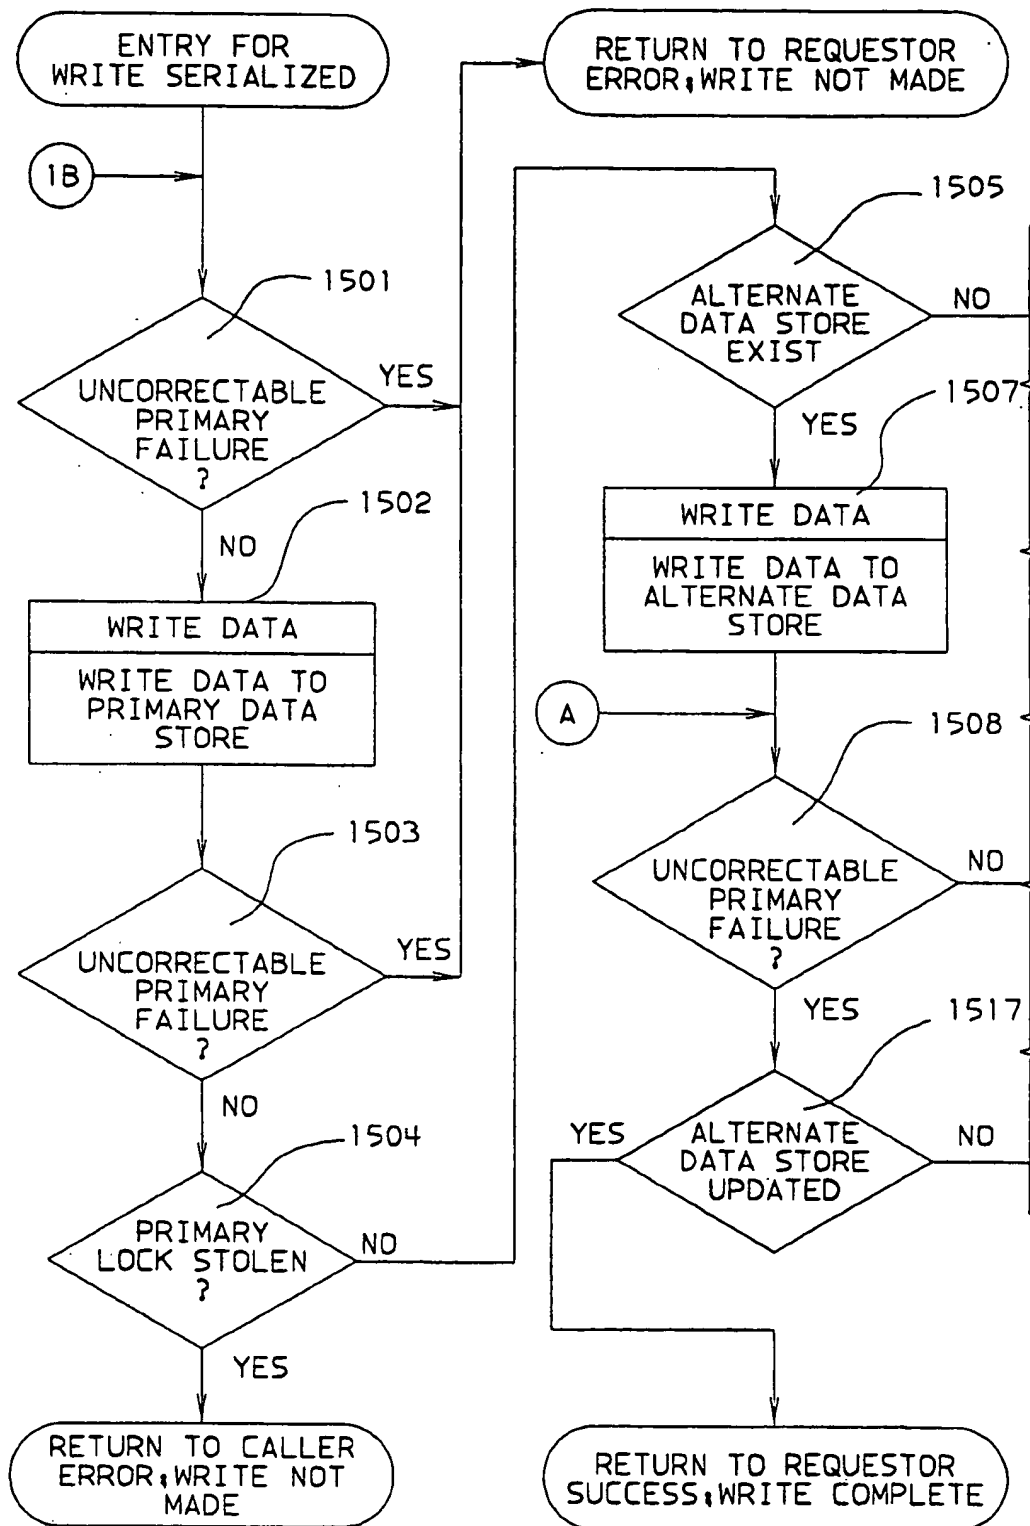 ENTRY FOR
WRITE SERIALIZED
1B
1501
UNCORRECTABLE
PRIMARY
FAILURE
?
YES
NO
1502
WRITE DATA
WRITE DATA TO
PRIMARY DATA
STORE
1503
UNCORRECTABLE
PRIMARY
FAILURE
?
YES
NO
1504
PRIMARY
LOCK STOLEN
?
NO
YES
RETURN TO CALLER
ERROR;WRITE NOT
MADE
RETURN TO REQUESTOR
ERROR;WRITE NOT MADE
1505
ALTERNATE
DATA STORE
EXIST
NO
YES
1507
WRITE DATA
WRITE DATA TO
ALTERNATE DATA
STORE
A
1508
UNCORRECTABLE
PRIMARY
FAILURE
?
NO
YES
1517
ALTERNATE
DATA STORE
UPDATED
YES
NO
RETURN TO REQUESTOR
SUCCESS;WRITE COMPLETE